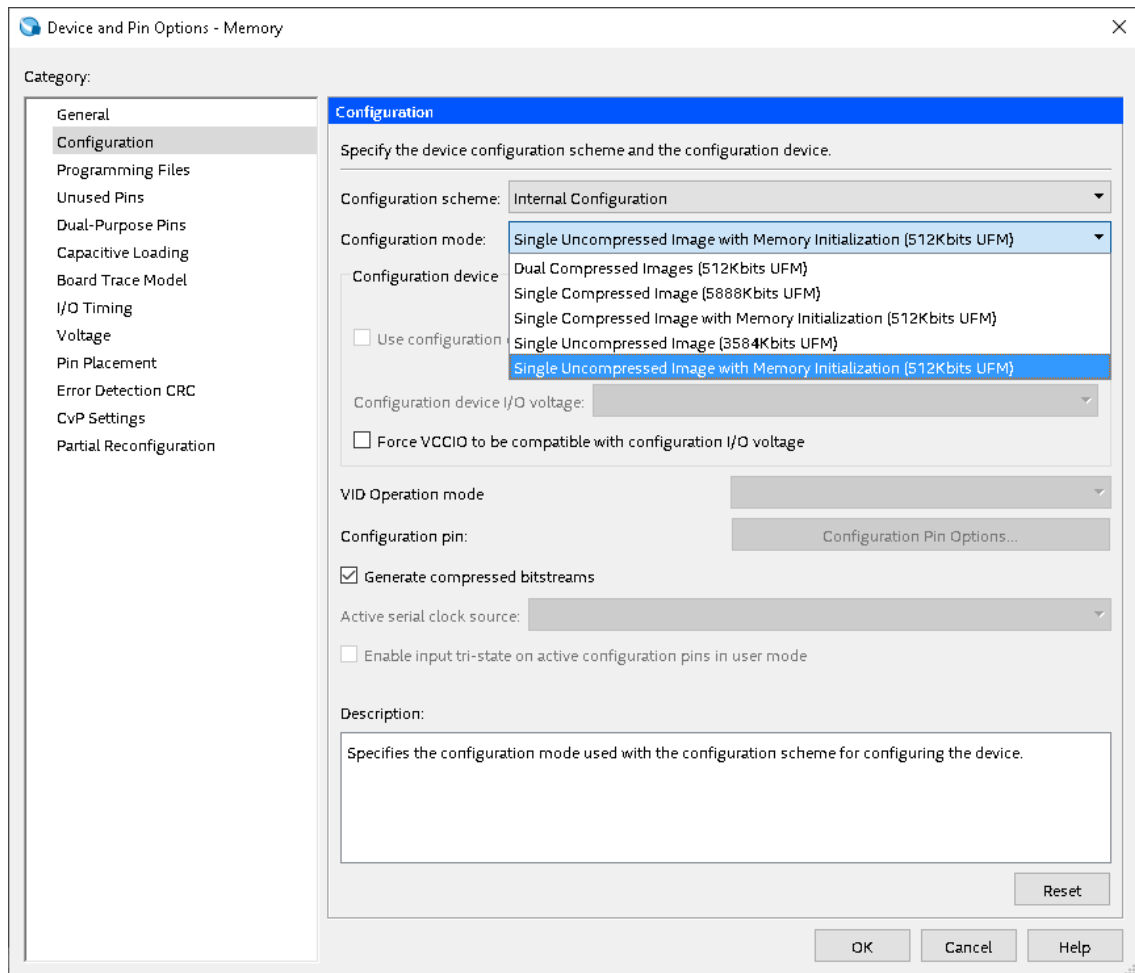 Device and Pin Options - Memory
Category:
General
Configuration
Programming Files
Unused Pins
Dual-Purpose Pins
Capacitive Loading
Board Trace Model
I/O Timing
Voltage
Pin Placement
Error Detection CRC
CvP Settings
Partial Reconfiguration
Configuration
Specify the device configuration scheme and the configuration device.
Configuration scheme: Internal Configuration
Configuration mode: Single Uncompressed Image with Memory Initialization (512Kbits UFM)
Dual Compressed Images (512Kbits UFM)
Single Compressed Image (5888Kbits UFM)
Single Compressed Image with Memory Initialization (512Kbits UFM)
Single Uncompressed Image (3584Kbits UFM)
Single Uncompressed Image with Memory Initialization (512Kbits UFM)
Configuration device
Use configuration
Configuration device I/O voltage:
Force VCCIO to be compatible with configuration I/O voltage
VID Operation mode
Configuration pin: Configuration Pin Options...
Generate compressed bitstreams
Active serial clock source:
Enable input tri-state on active configuration pins in user mode
Description:
Specifies the configuration mode used with the configuration scheme for configuring the device.
Reset
OK Cancel Help